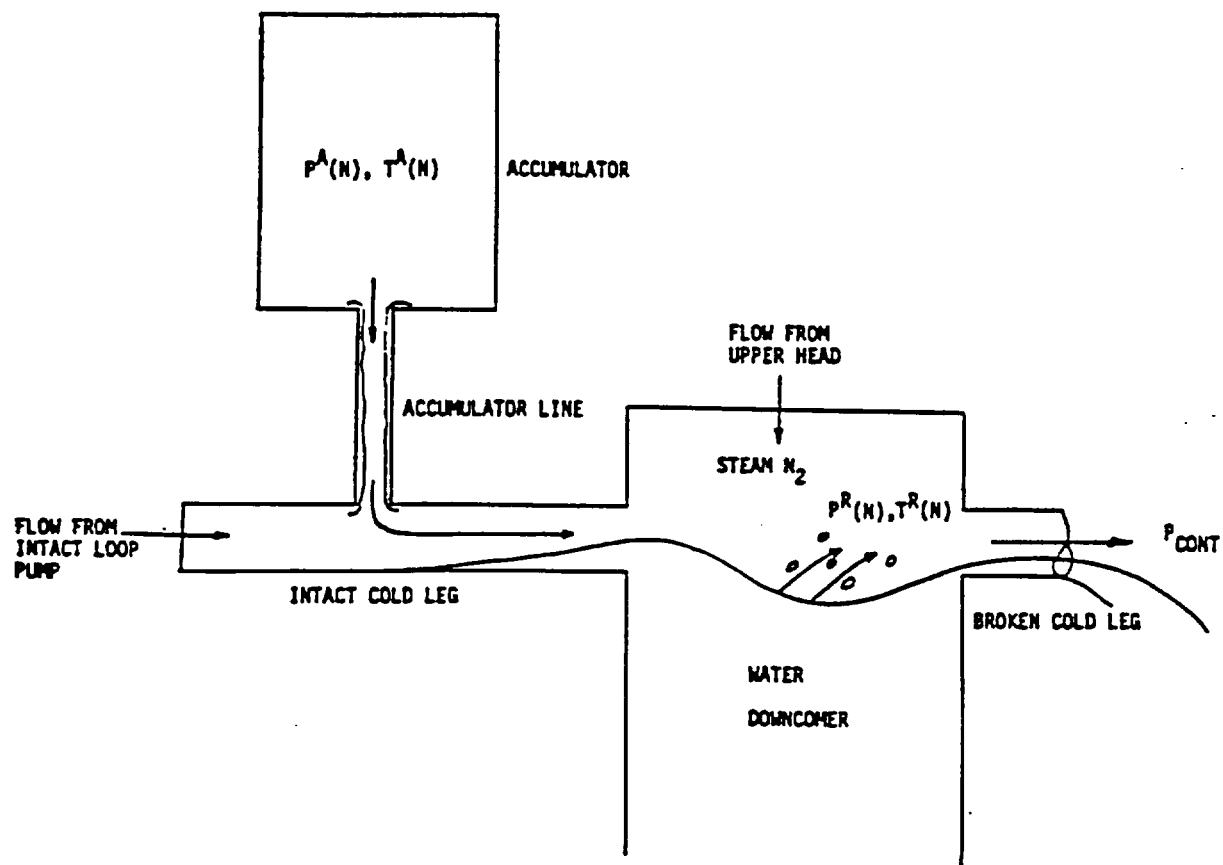 P^A(N), T^A(N)
ACCUMULATOR
FLOW FROM
UPPER HEAD
ACCUMULATOR LINE
STEAM N₂
P^R(N),T^R(N)
FLOW FROM
INTACT LOOP
PUMP
P_CONT
INTACT COLD LEG
BROKEN COLD LEG
WATER
DOWNCOMER